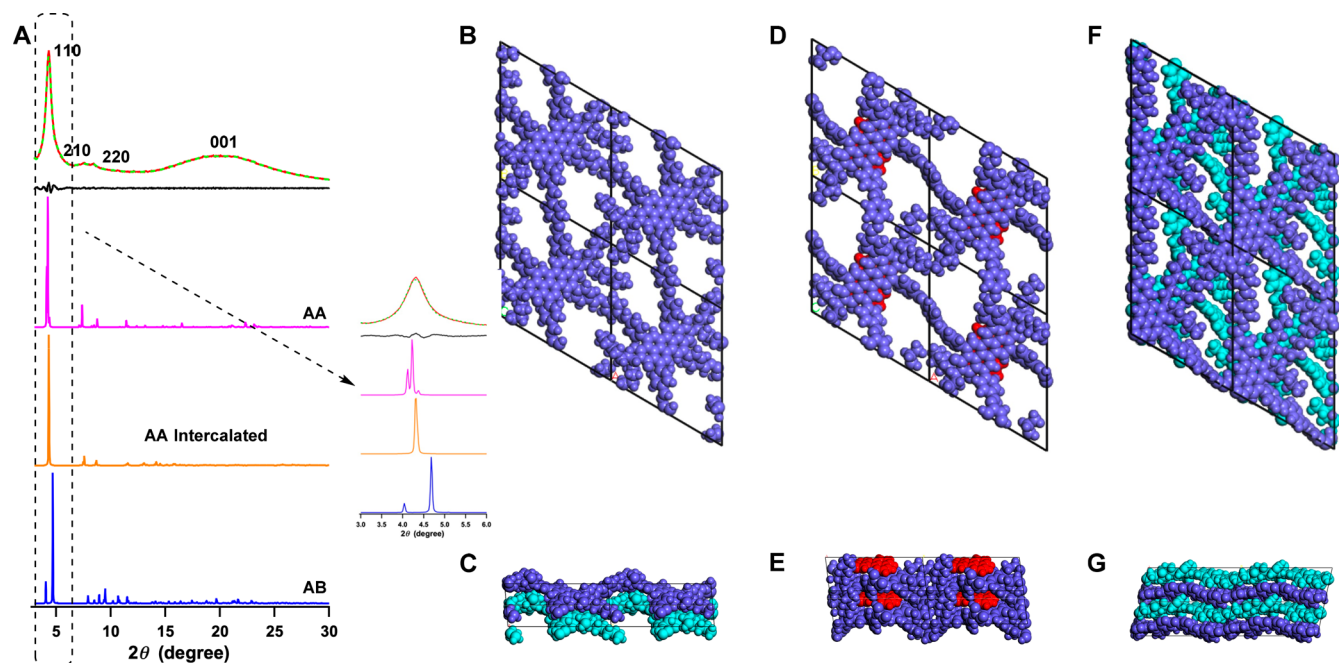 A
B
D
F
110
210
220
001
AA
AA Intercalated
AB
5 10 15 20 25 30
2θ (degree)
3.0 3.5 4.0 4.5 5.0 5.5 6.0
2θ (degree)
C
E
G